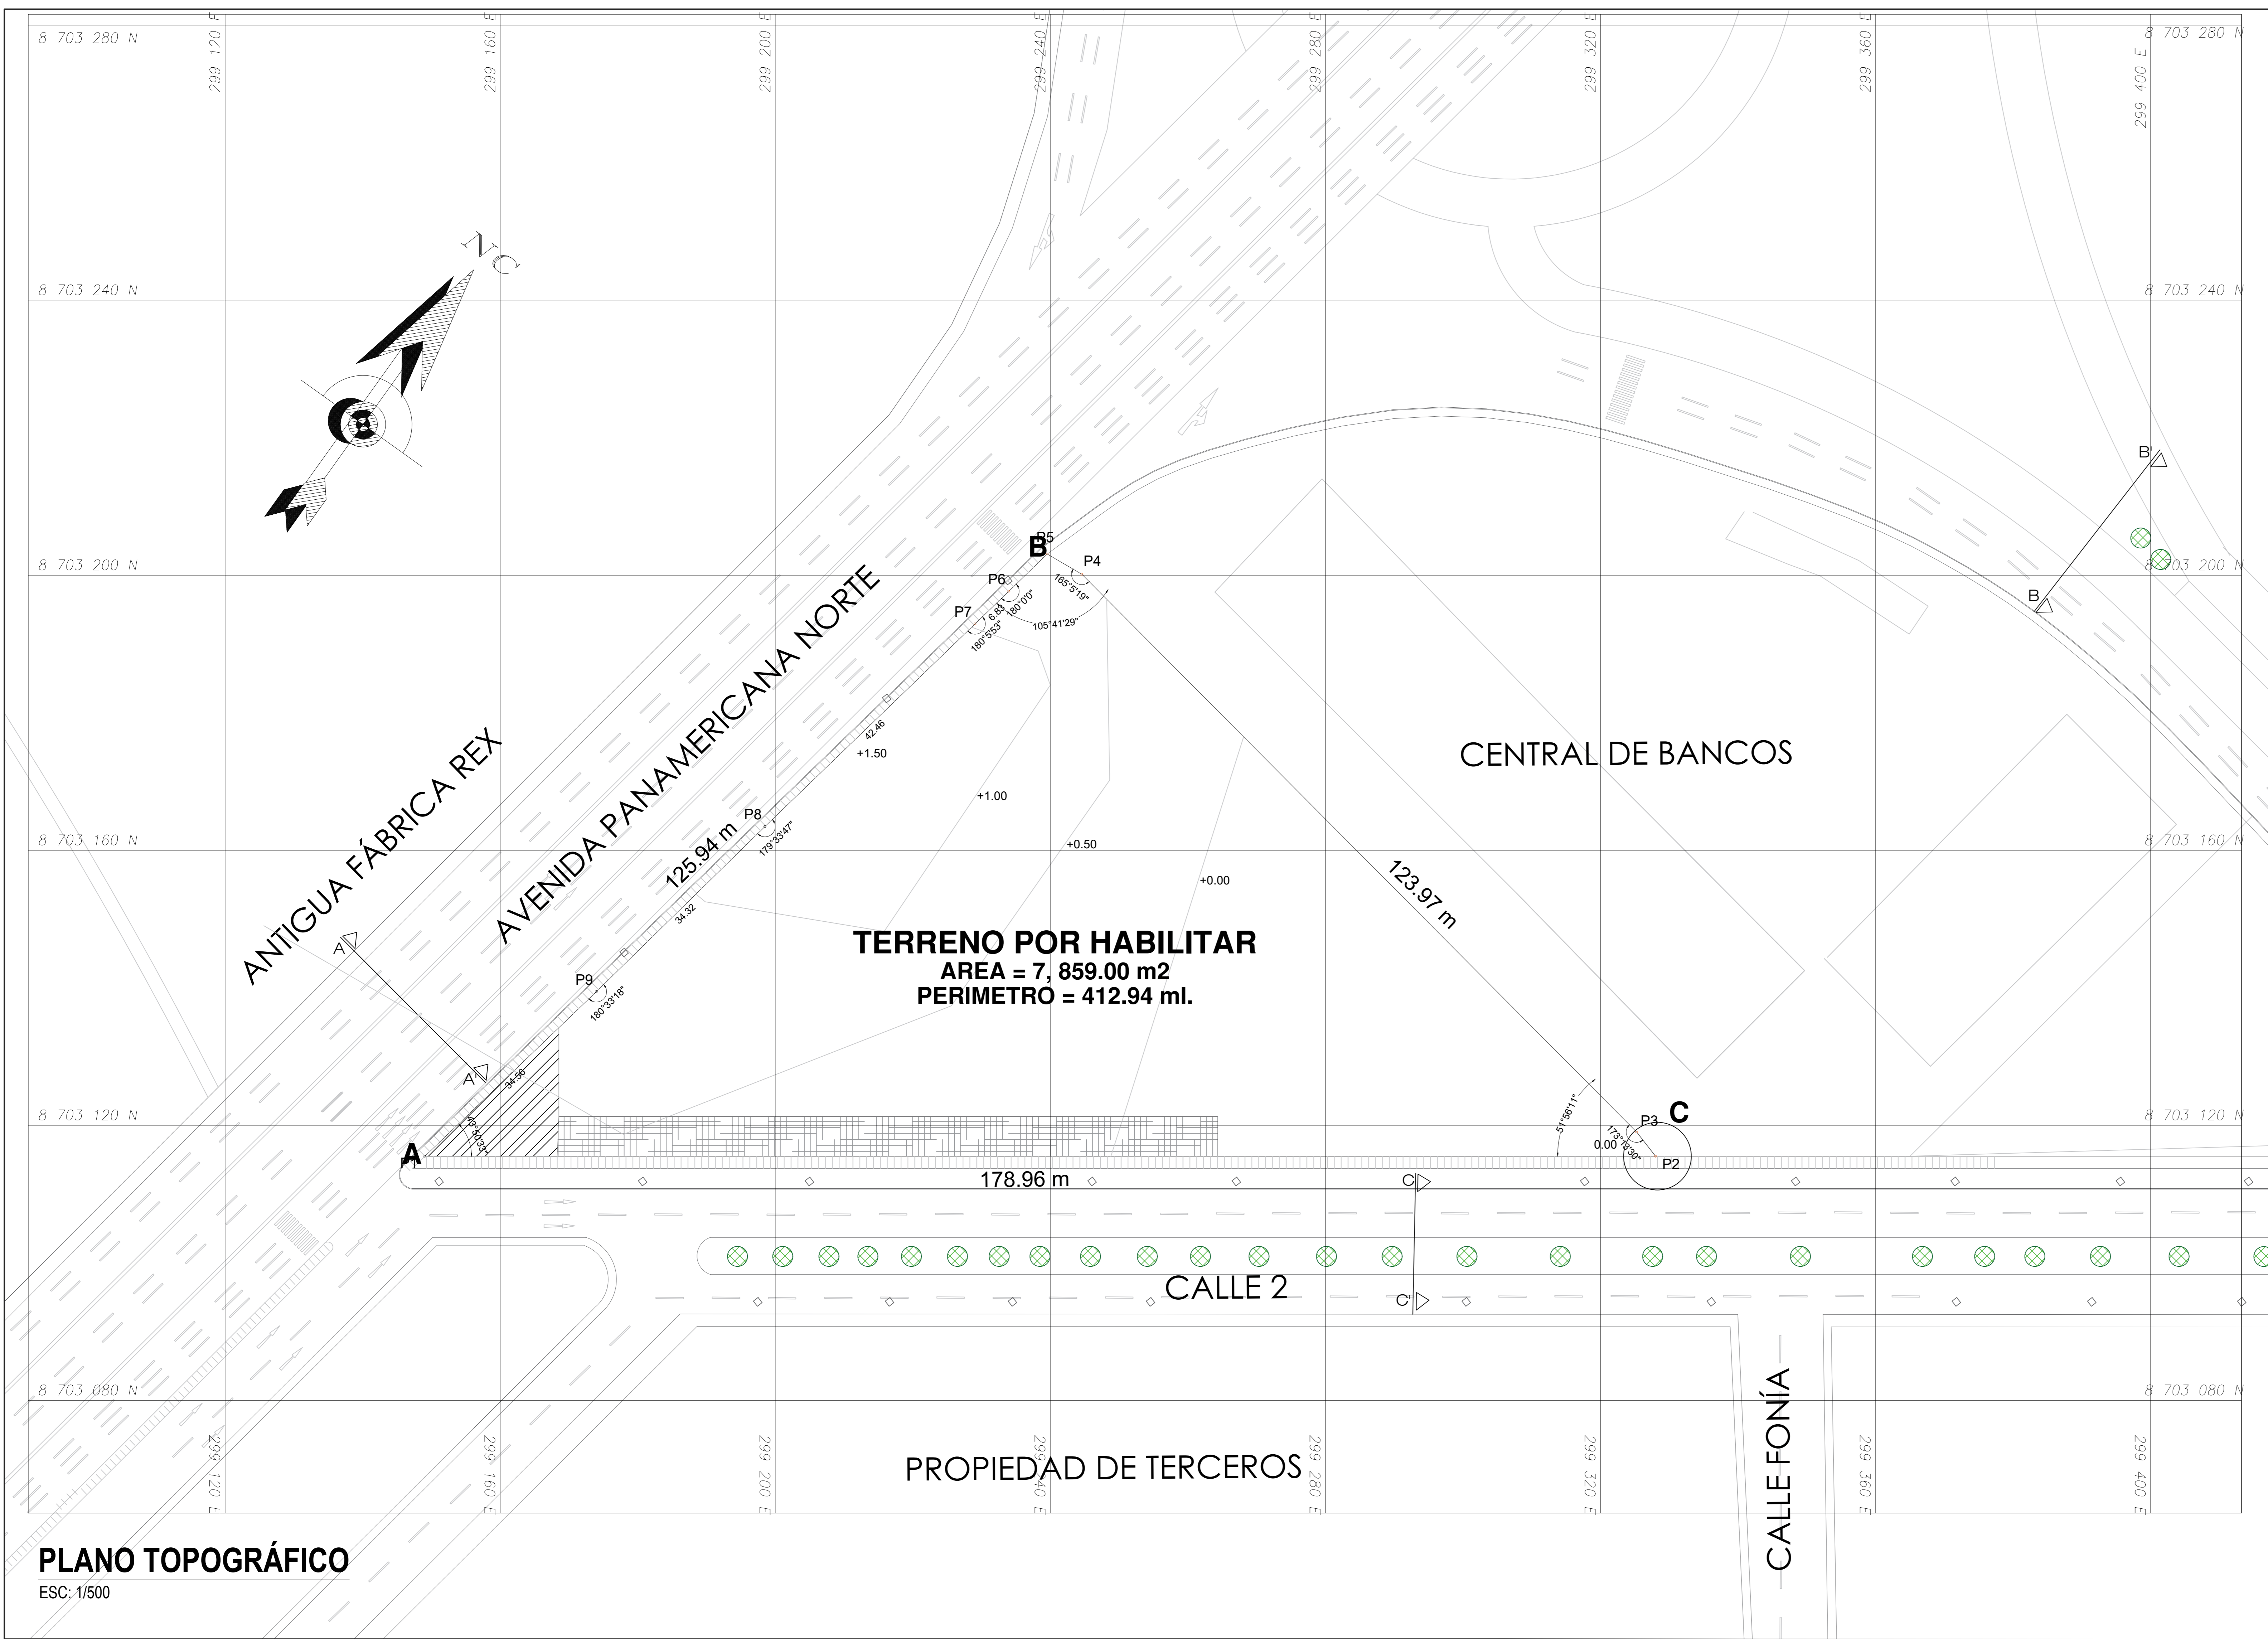 299 120 E
299 160 E
299 200 E
299 240 E
299 280 E
299 320 E
299 360 E
299 400 E
8 703 280 N
8 703 280 N
NC
8 703 240 N
8 703 240 N
B'
B
P5
B
P4
165°5'19"
8 703 200 N
8 703 200 N
P6
180°0'0"
6.83
P7
180°5'53"
105°41'29"
42.46
+1.50
ANTIGUA FÁBRICA REX
AVENIDA PANAMERICANA NORTE
CENTRAL DE BANCOS
+1.00
P8
179°33'47"
125.94 m
8 703 160 N
8 703 160 N
+0.50
+0.00
123.97 m
34.32
A
TERRENO POR HABILITAR
AREA = 7, 859.00 m2
PERIMETRO = 412.94 ml.
P9
180°33'18"
A'
34.56
8 703 120 N
8 703 120 N
51°56'11"
P3
C
173°13'30"
0.00
43°50'33"
A
P1
P2
178.96 m
C
CALLE 2
C'
8 703 080 N
8 703 080 N
CALLE FONÍA
PROPIEDAD DE TERCEROS
299 120 E
299 160 E
299 200 E
299 240 E
299 280 E
299 320 E
299 360 E
299 400 E
PLANO TOPOGRÁFICO
ESC: 1/500